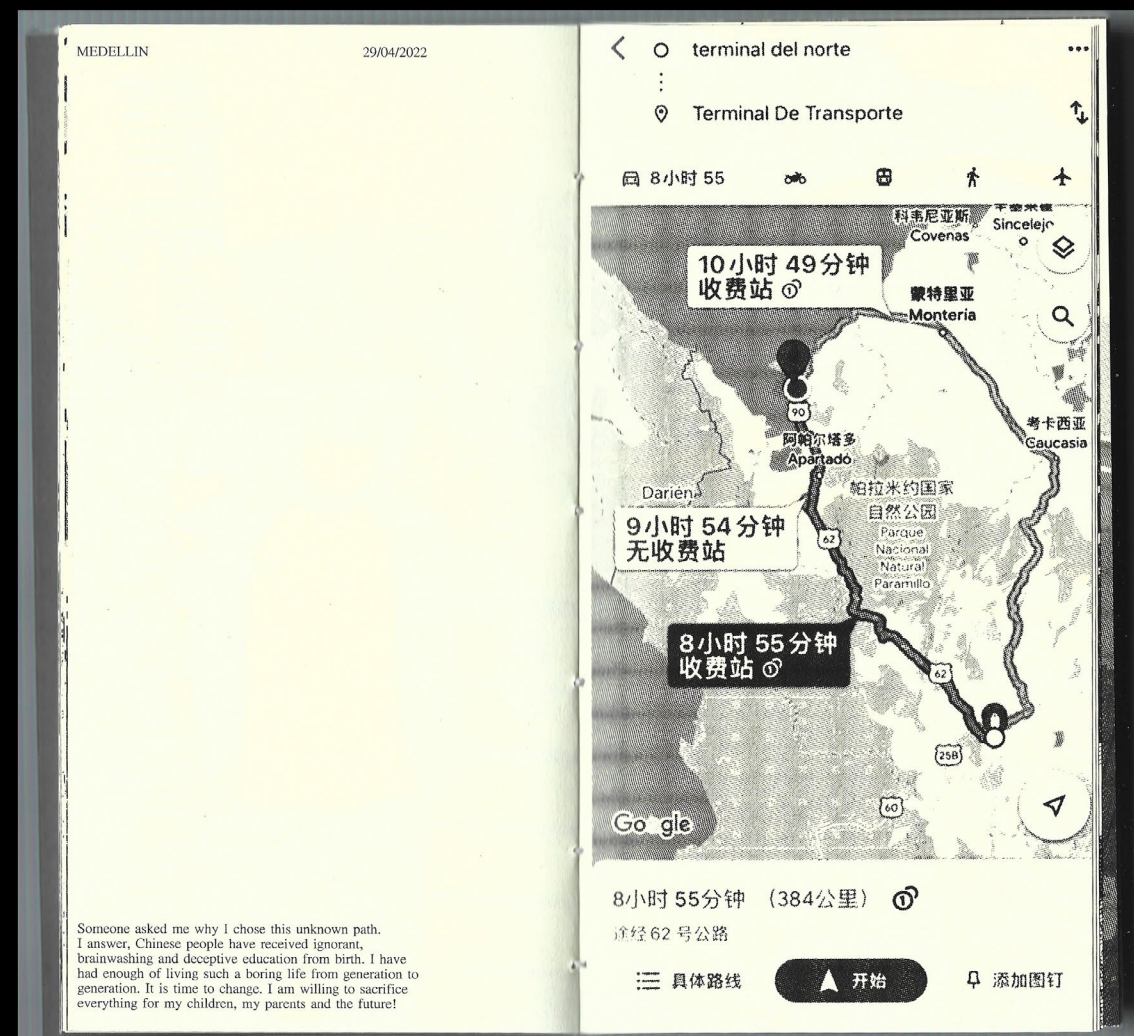 MEDELLIN
29/04/2022
Someone asked me why I chose this unknown path.
I answer, Chinese people have received ignorant,
brainwashing and deceptive education from birth. I have
had enough of living such a boring life from generation to
generation. It is time to change. I am willing to sacrifice
everything for my children, my parents and the future!
terminal del norte
Terminal De Transporte
8小时 55
科韦尼亚斯
Covenas
Sincelejo
10小时 49分钟
收费站
蒙特里亚
Monteria
90
阿帕尔塔多
Apartadó
考卡西亚
Caucasia
Darién
帕拉米约国家
自然公园
Parque
Nacional
Natural
Paramillo
9小时 54分钟
无收费站
62
8小时 55分钟
收费站
62
25B
60
Google
8小时 55分钟 (384公里)
途经 62 号公路
具体路线
开始
添加图钉